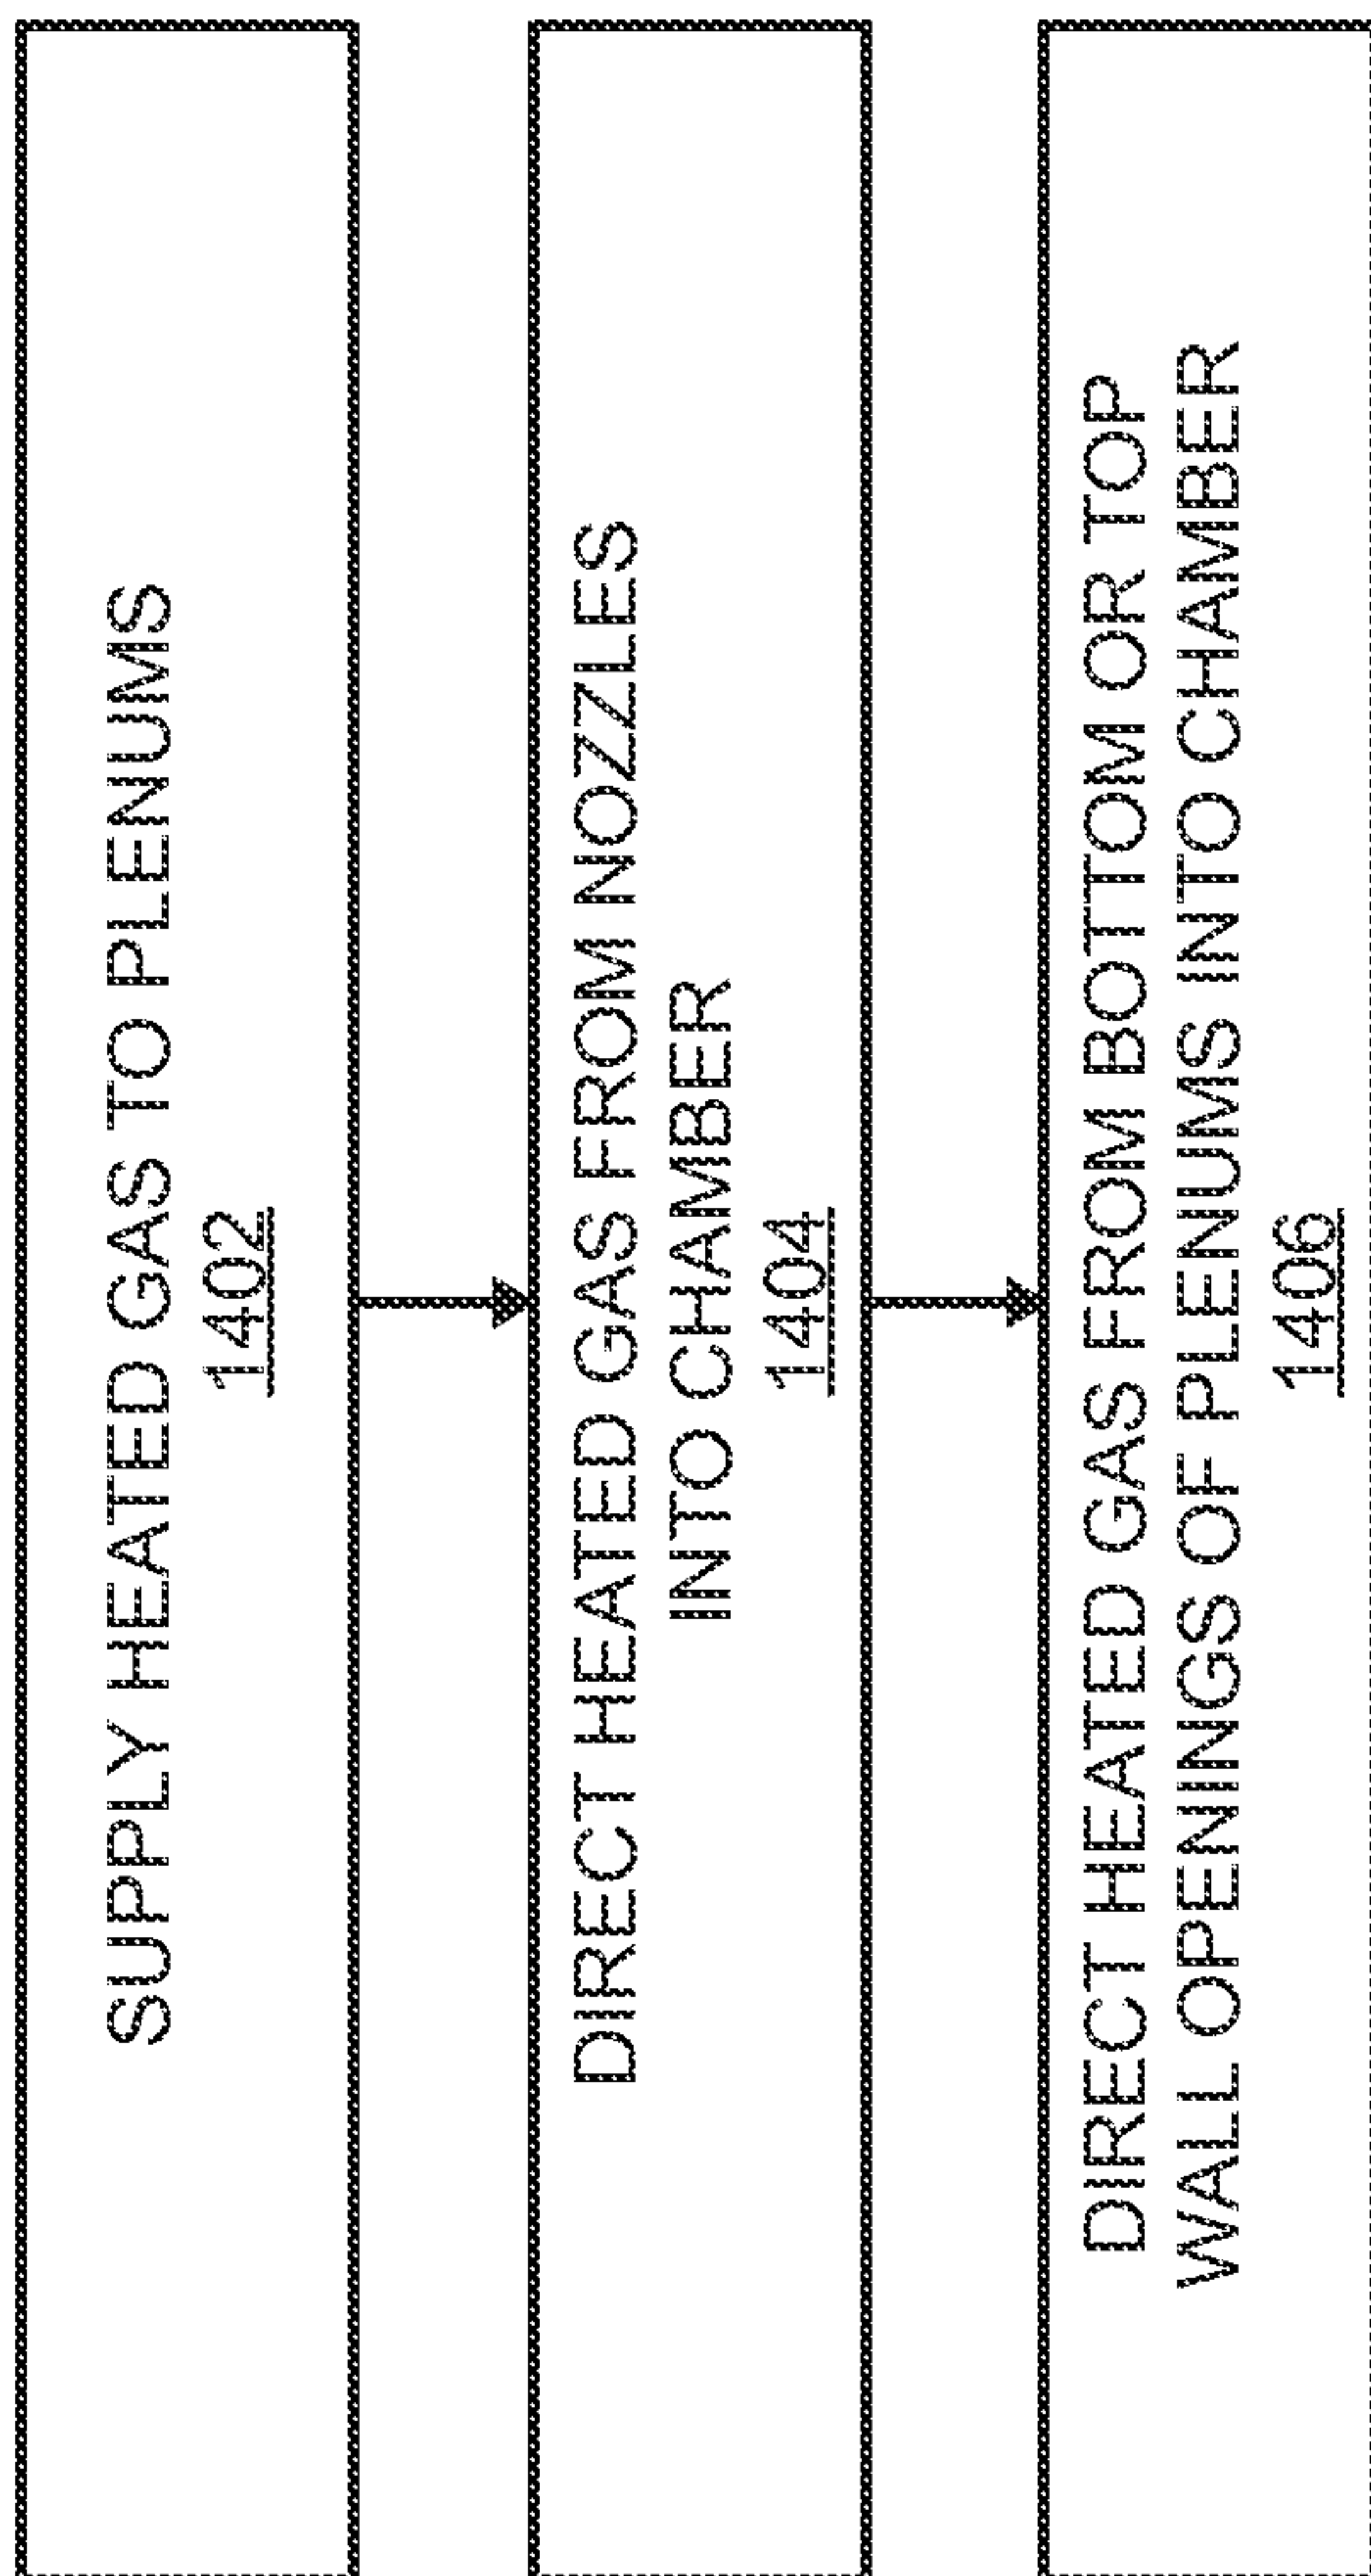 SUPPLY HEATED GAS TO PLENUMS
1402
DIRECT HEATED GAS FROM NOZZLES
INTO CHAMBER
1404
DIRECT HEATED GAS FROM BOTTOM OR TOP
WALL OPENINGS OF PLENUMS INTO CHAMBER
1406